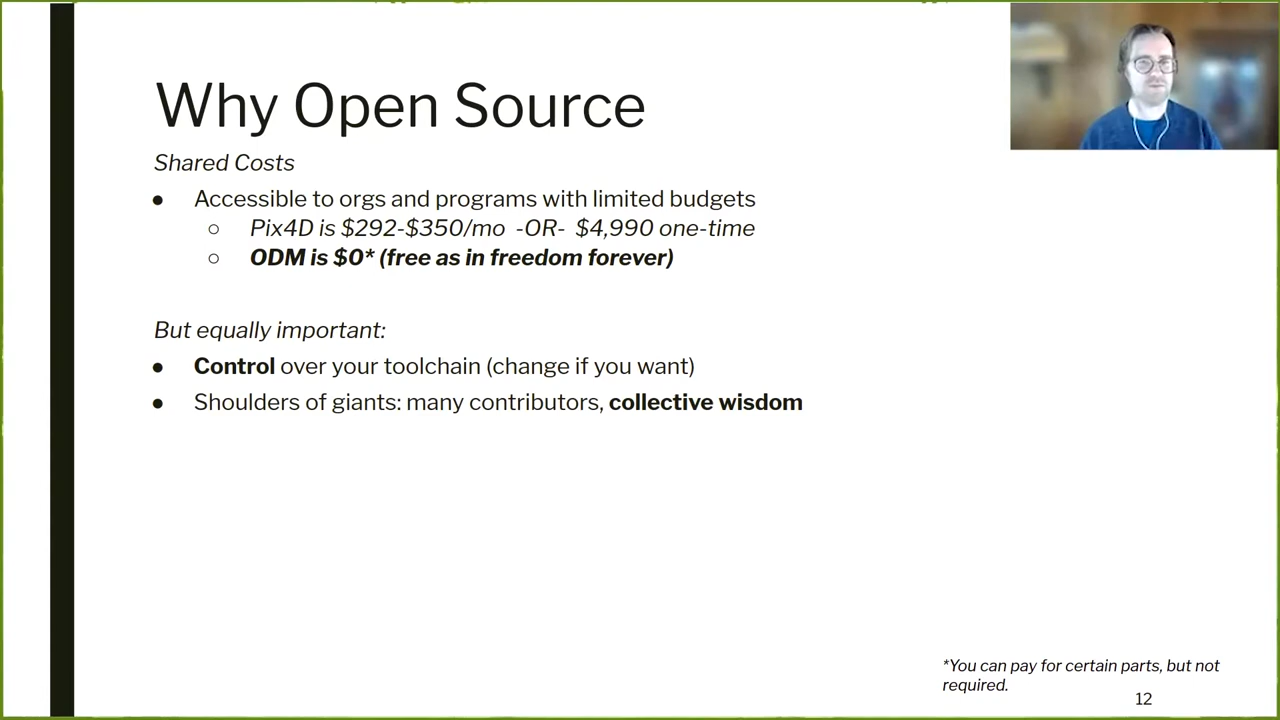 Why Open Source
Shared Costs
● Accessible to orgs and programs with limited budgets
○ Pix4D is $292-$350/mo -OR- $4,990 one-time
○ ODM is $0* (free as in freedom forever)
But equally important:
● Control over your toolchain (change if you want)
● Shoulders of giants: many contributors, collective wisdom
*You can pay for certain parts, but not
required.
12